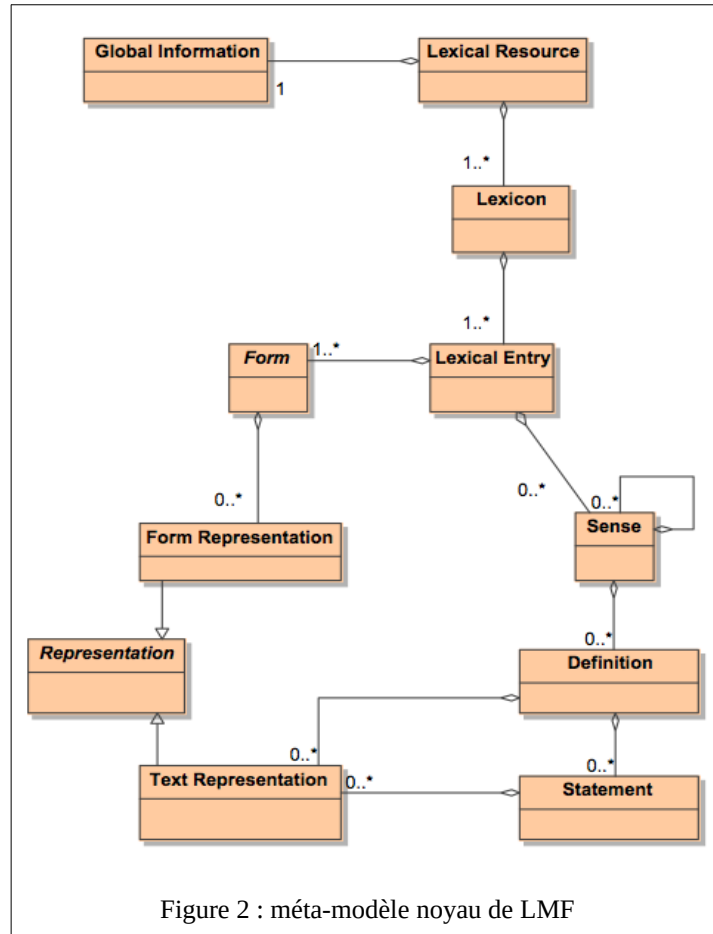 Global Information
Lexical Resource
1
1..*
Lexicon
1..*
Form
1..*
Lexical Entry
0..*
0..*
0..*
Form Representation
Sense
0..*
Representation
Definition
0..*
0..*
Text Representation
0..*
Statement
Figure 2 : méta-modèle noyau de LMF